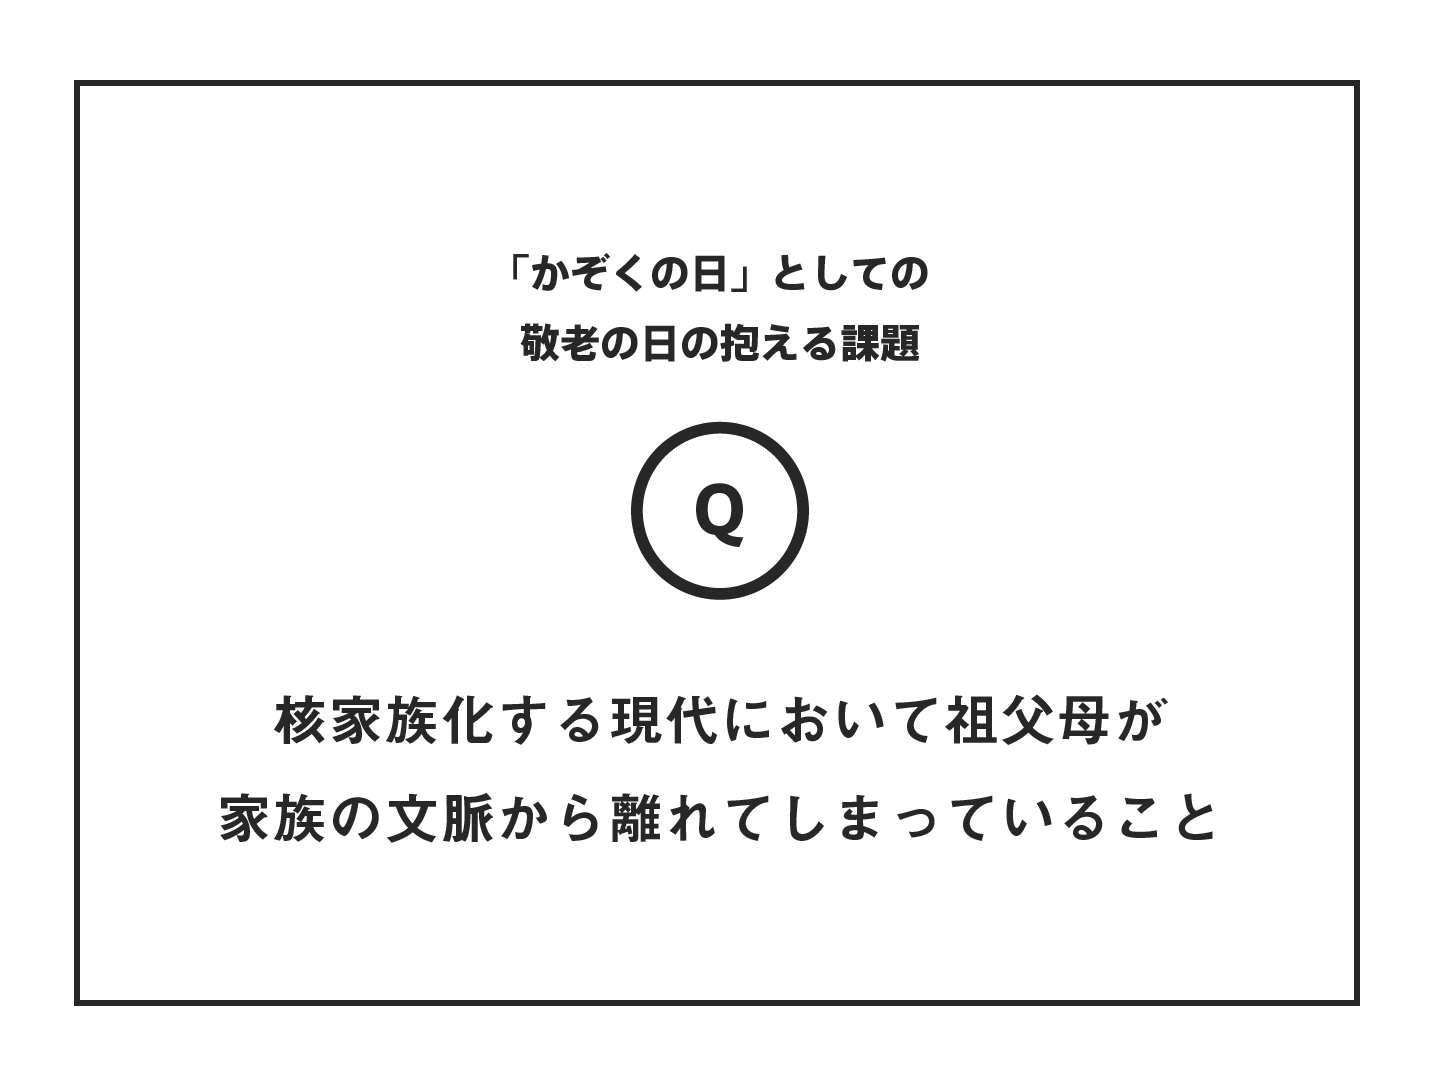 「かぞくの日」としての
敬老の日の抱える課題
Q
核家族化する現代において祖父母が
家族の文脈から離れてしまっていること